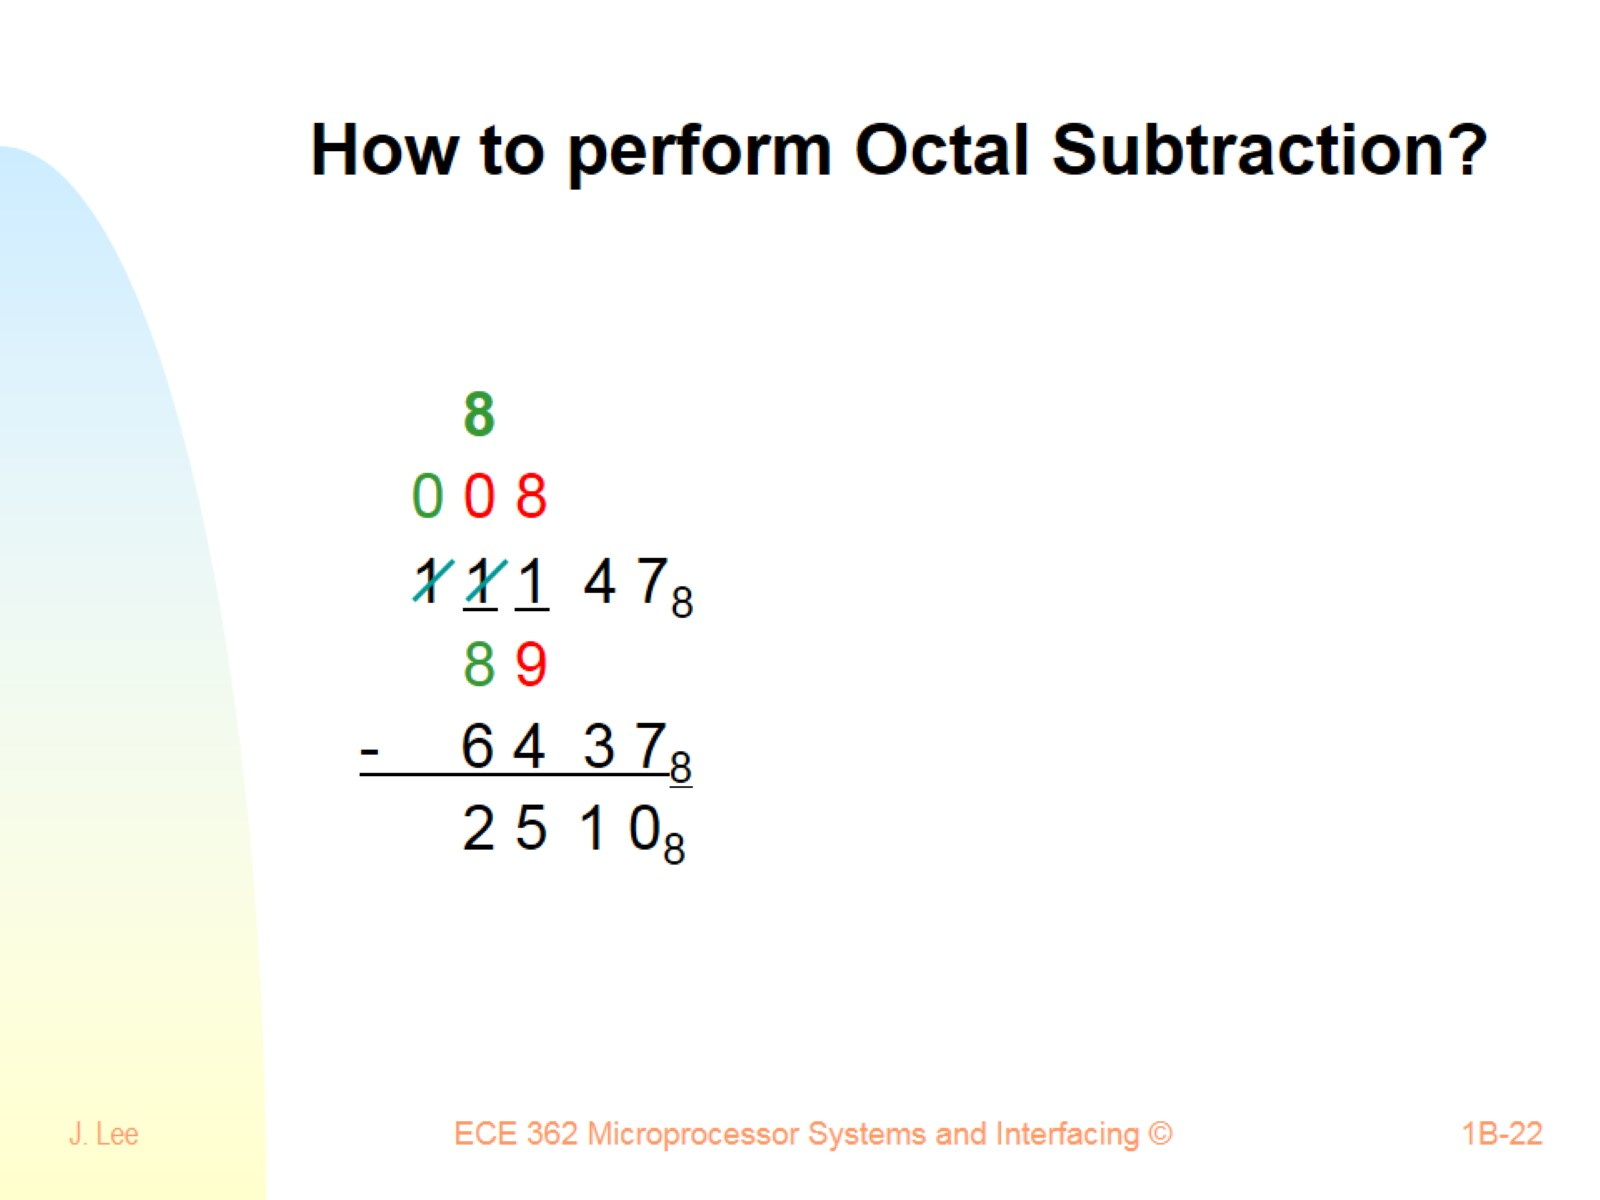 How to perform Octal Subtraction?
8
0 0 8
1 1 1 4 7₈
8 9
- 6 4 3 7₈
2 5 1 0₈
J. Lee
ECE 362 Microprocessor Systems and Interfacing ©
1B-22